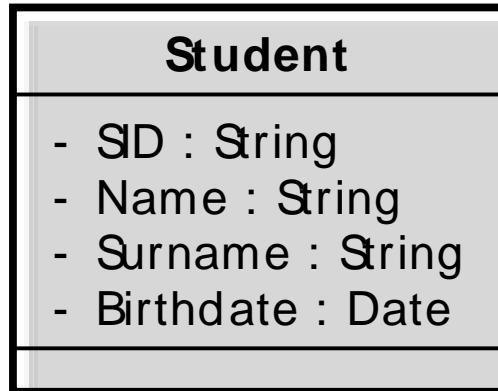 Student
- SID : String
- Name : String
- Surname : String
- Birthdate : Date